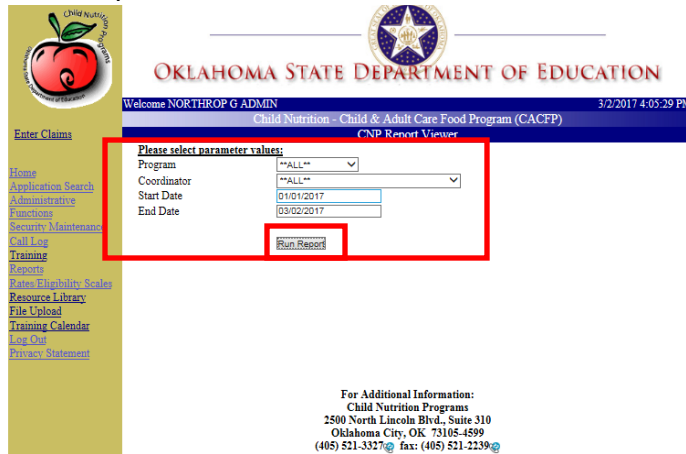 Child Nutrition Programs
Oklahoma State Department of Education
OKLAHOMA STATE DEPARTMENT OF EDUCATION
Welcome NORTHROP G ADMIN 3/2/2017 4:05:29 PM
Child Nutrition - Child & Adult Care Food Program (CACFP)
CNP Report Viewer
Enter Claims
Please select parameter values:
Program **ALL**
Coordinator **ALL**
Start Date 01/01/2017
End Date 03/02/2017
Run Report
Home
Application Search
Administrative
Functions
Security Maintenance
Call Log
Training
Reports
Rates/Eligibility Scales
Resource Library
File Upload
Training Calendar
Log Out
Privacy Statement
For Additional Information:
Child Nutrition Programs
2500 North Lincoln Blvd., Suite 310
Oklahoma City, OK 73105-4599
(405) 521-3327 fax: (405) 521-2239